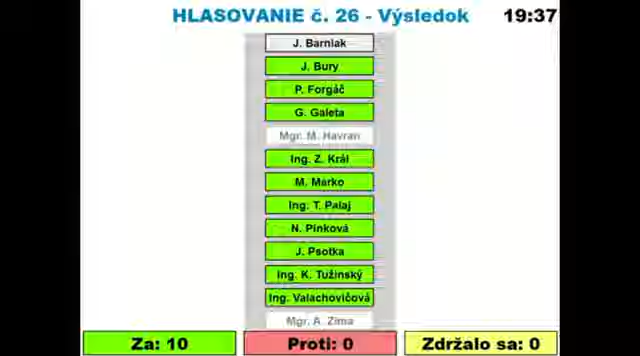 HLASOVANIE č. 26 - Výsledok 19:37
J. Barniak
J. Bury
P. Forgáč
G. Galeta
Mgr. M. Havran
Ing. Z. Král
M. Marko
Ing. T. Palaj
N. Pinková
J. Psotka
Ing. K. Tužinský
Ing. Valachovičová
Mgr. A. Zima
Za: 10 Proti: 0 Zdržalo sa: 0